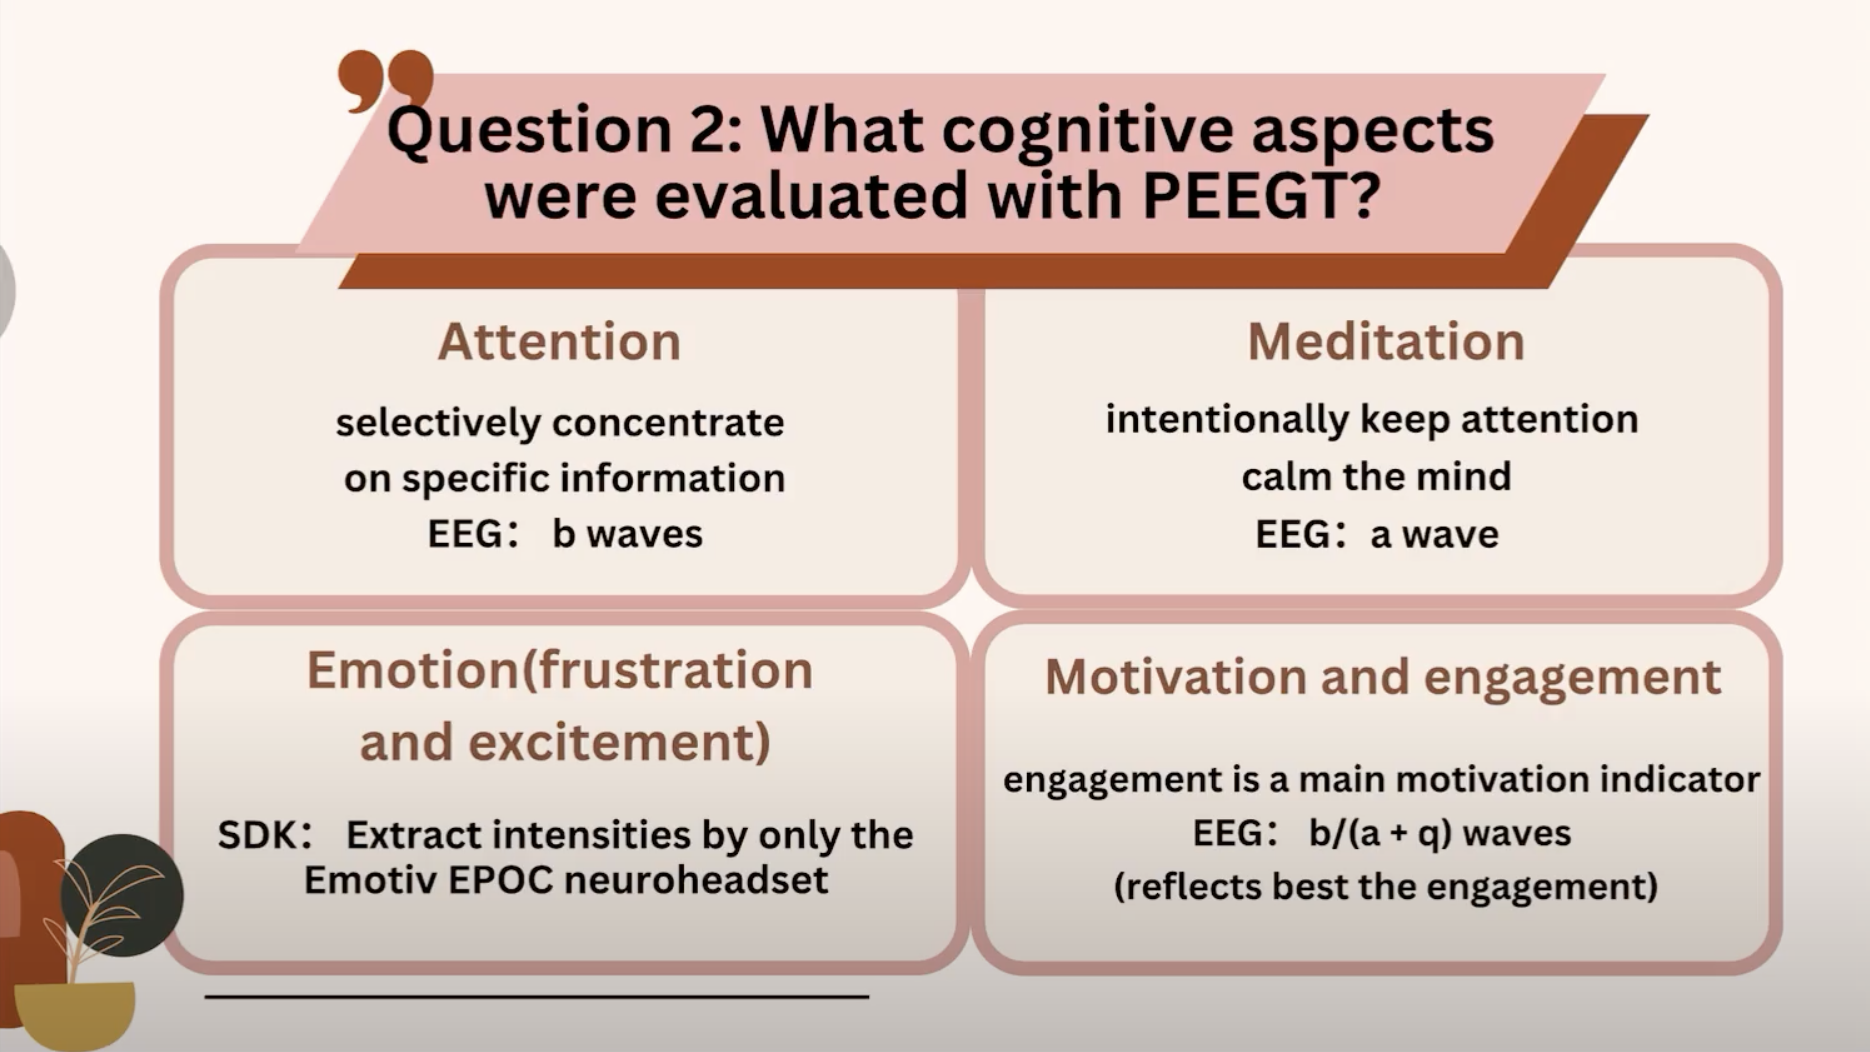 Question 2: What cognitive aspects
were evaluated with PEEGT?
Attention
selectively concentrate
on specific information
EEG： b waves
Meditation
intentionally keep attention
calm the mind
EEG：a wave
Emotion(frustration
and excitement)
SDK： Extract intensities by only the
Emotiv EPOC neuroheadset
Motivation and engagement
engagement is a main motivation indicator
EEG： b/(a + q) waves
(reflects best the engagement)